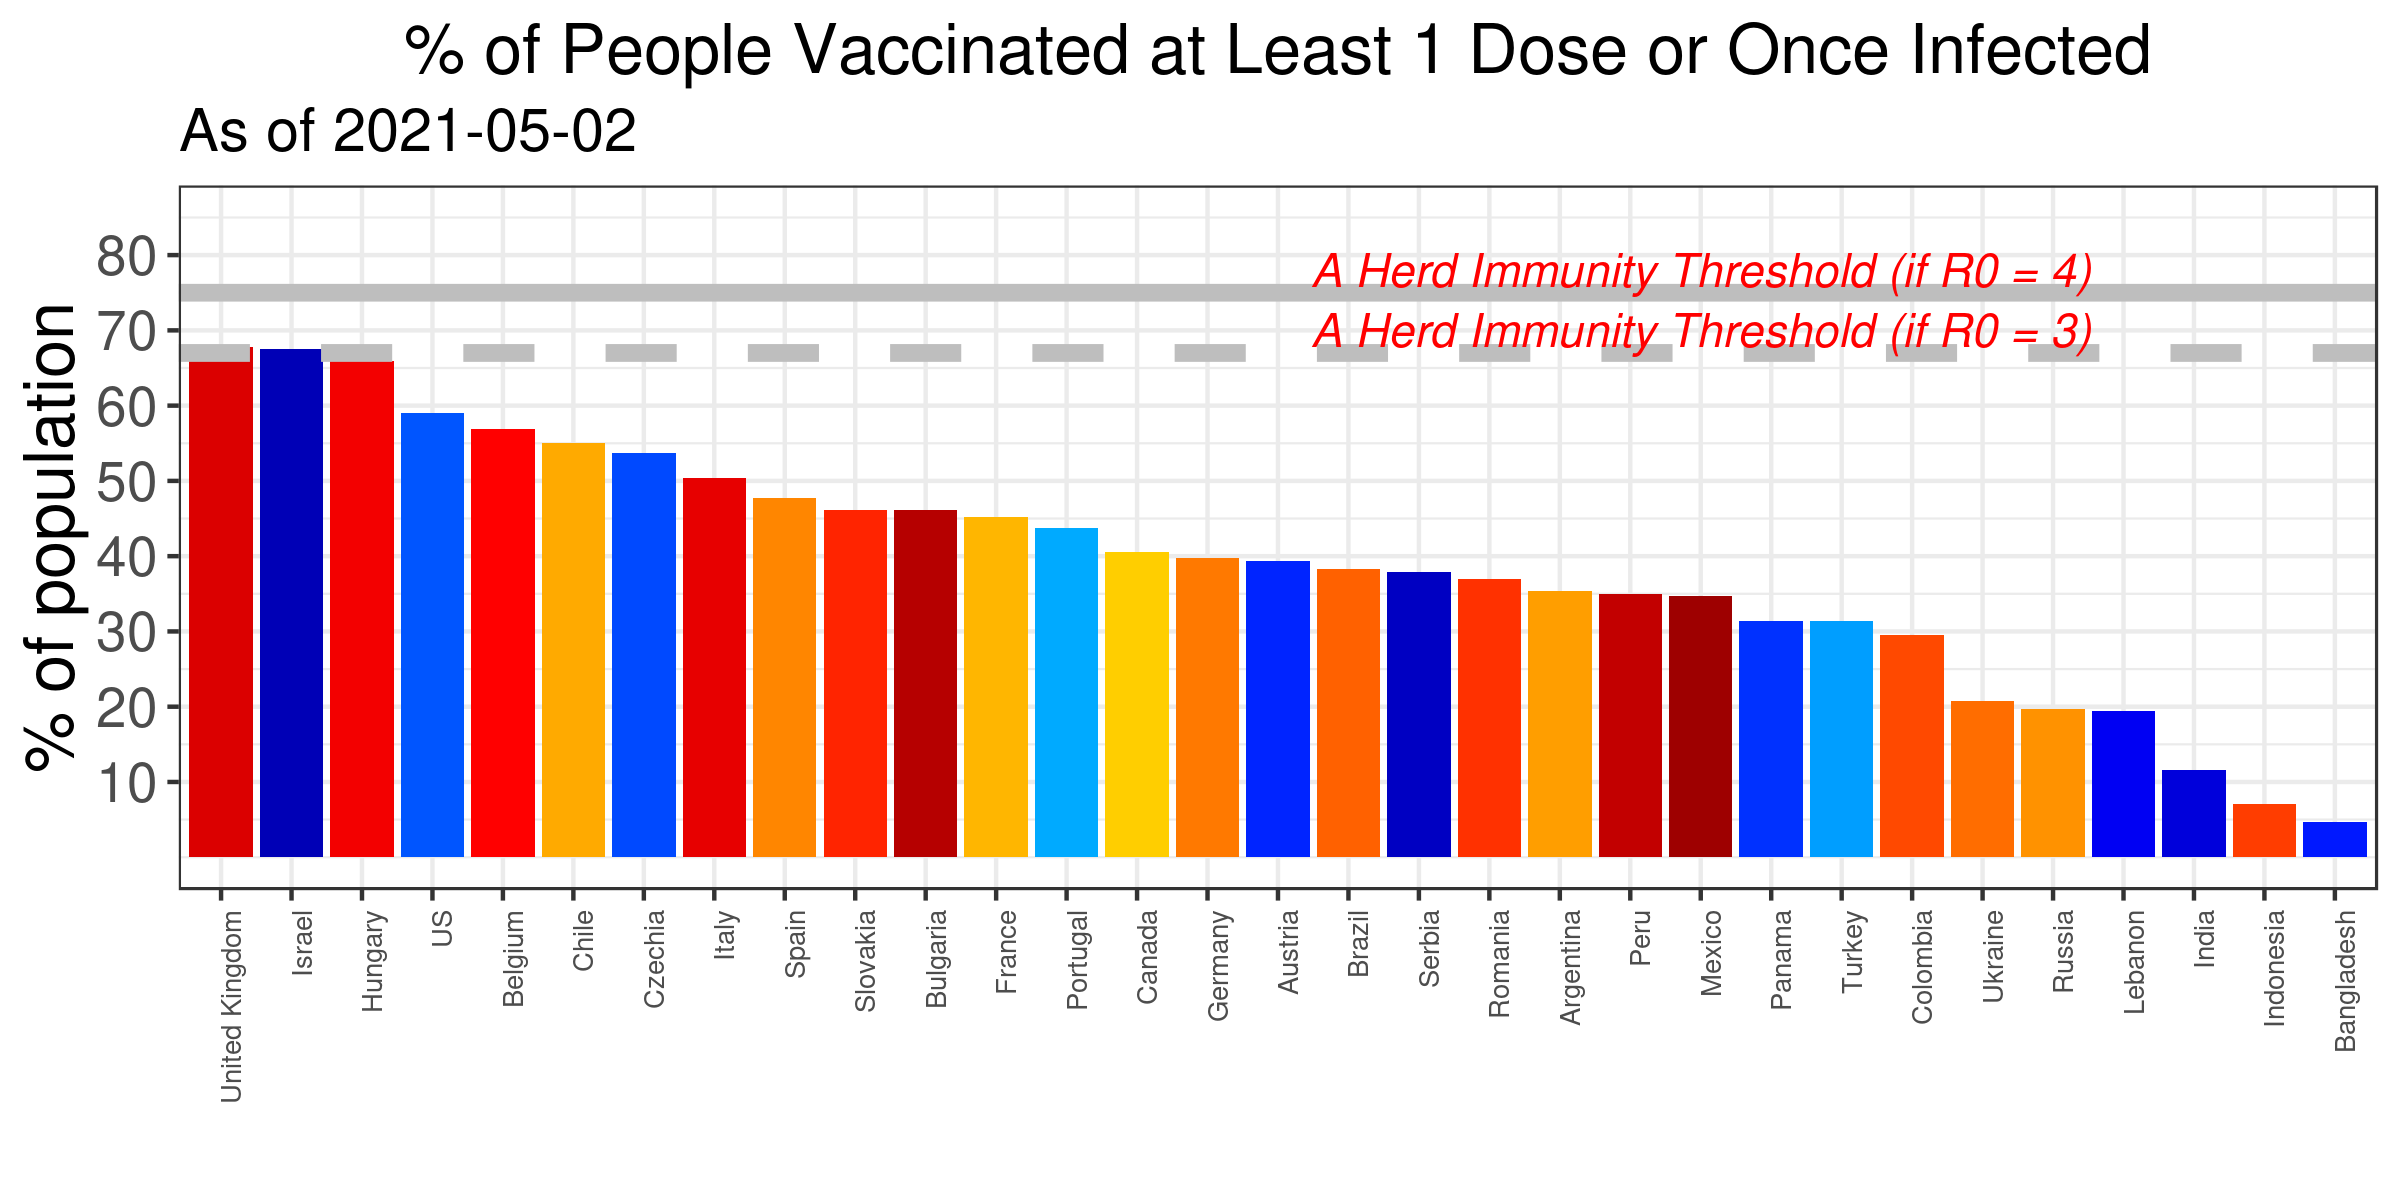 % of People Vaccinated at Least 1 Dose or Once Infected
As of 2021-05-02
% of population
80
70
60
50
40
30
20
10
A Herd Immunity Threshold (if R0 = 4)
A Herd Immunity Threshold (if R0 = 3)
United Kingdom
Israel
Hungary
US
Belgium
Chile
Czechia
Italy
Spain
Slovakia
Bulgaria
France
Portugal
Canada
Germany
Austria
Brazil
Serbia
Romania
Argentina
Peru
Mexico
Panama
Turkey
Colombia
Ukraine
Russia
Lebanon
India
Indonesia
Bangladesh